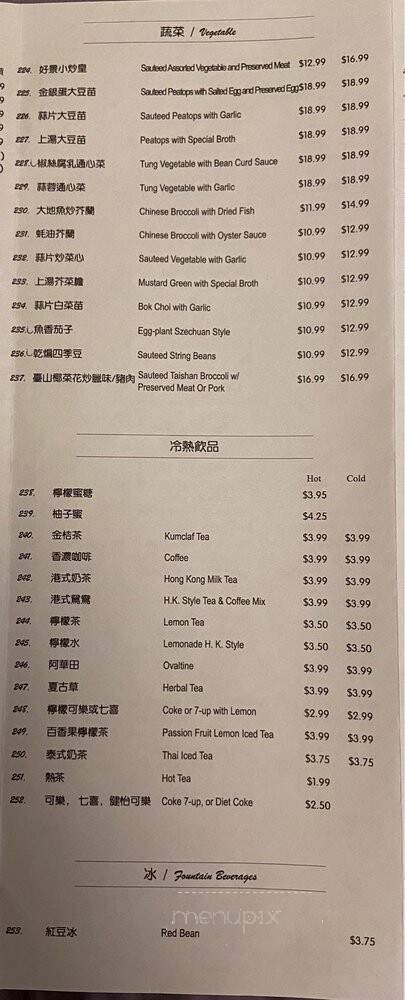 蔬菜 / Vegetable
224. 好景小炒皇 Sauteed Assorted Vegetable and Preserved Meat $12.99 $16.99
225. 金銀蛋大豆苗 Sauteed Peatops with Salted Egg and Preserved Egg $18.99 $18.99
226. 蒜片大豆苗 Sauteed Peatops with Garlic $18.99 $18.99
227. 上湯大豆苗 Peatops with Special Broth $18.99 $18.99
228. 椒絲腐乳通心菜 Tung Vegetable with Bean Curd Sauce $18.99 $18.99
229. 蒜蓉通心菜 Tung Vegetable with Garlic $18.99 $18.99
230. 大地魚炒芥蘭 Chinese Broccoli with Dried Fish $11.99 $14.99
231. 蚝油芥蘭 Chinese Broccoli with Oyster Sauce $10.99 $12.99
232. 蒜片炒菜心 Sauteed Vegetable with Garlic $10.99 $12.99
233. 上湯芥菜膽 Mustard Green with Special Broth $10.99 $12.99
234. 蒜片白菜苗 Bok Choi with Garlic $10.99 $12.99
235. 魚香茄子 Egg-plant Szechuan Style $10.99 $12.99
236. 乾煸四季豆 Sauteed String Beans $10.99 $12.99
237. 臺山椰菜花炒臘味/豬肉 Sauteed Taishan Broccoli w/ $16.99 $16.99
Preserved Meat Or Pork
冷熱飲品
Hot Cold
238. 檸檬蜜糖 $3.95
239. 柚子蜜 $4.25
240. 金桔茶 Kumclaf Tea $3.99 $3.99
241. 香濃咖啡 Coffee $3.99 $3.99
242. 港式奶茶 Hong Kong Milk Tea $3.99 $3.99
243. 港式鴛鴦 H.K. Style Tea & Coffee Mix $3.99 $3.99
244. 檸檬茶 Lemon Tea $3.50 $3.50
245. 檸檬水 Lemonade H. K. Style $3.50 $3.50
246. 阿華田 Ovaltine $3.99 $3.99
247. 夏古草 Herbal Tea $3.99 $3.99
248. 檸檬可樂或七喜 Coke or 7-up with Lemon $2.99 $2.99
249. 百香果檸檬茶 Passion Fruit Lemon Iced Tea $3.99 $3.99
250. 泰式奶茶 Thai Iced Tea $3.75 $3.75
251. 熱茶 Hot Tea $1.99
252. 可樂, 七喜, 健怡可樂 Coke 7-up, or Diet Coke $2.50
冰 / Fountain Beverages
menupix
253. 紅豆冰 Red Bean $3.75